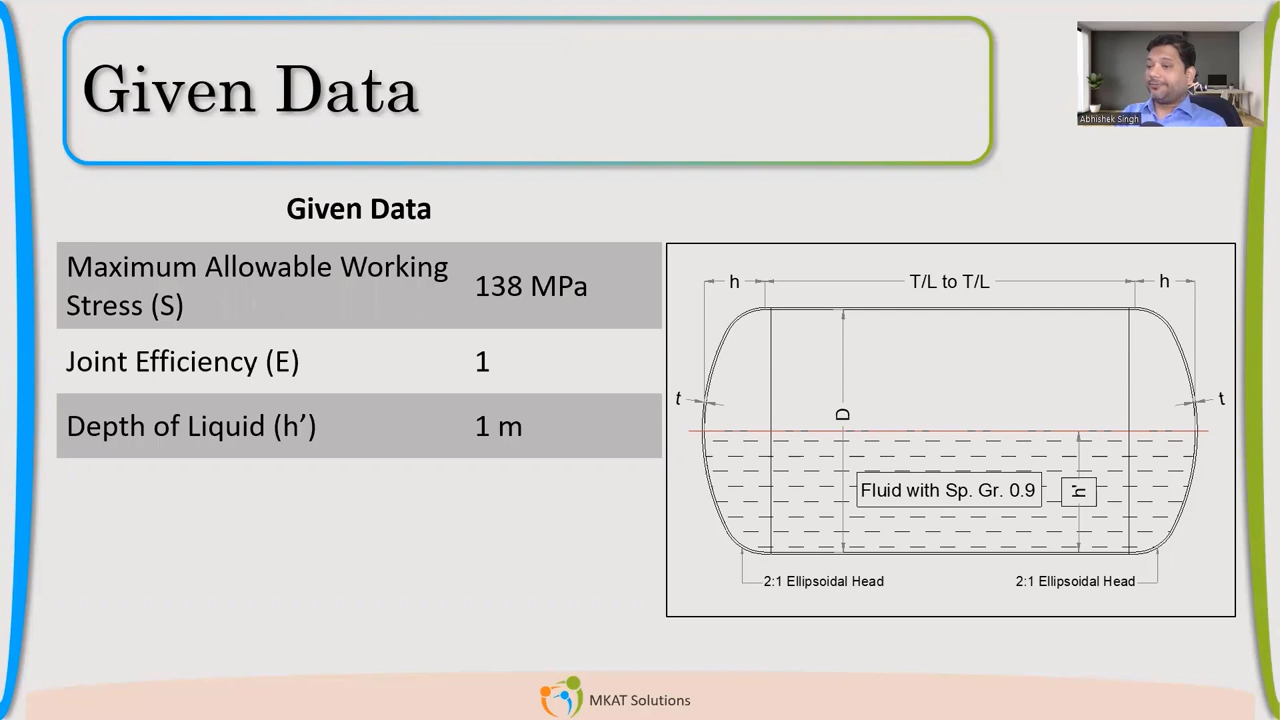 Given Data
Abhishek Singh
Given Data
Maximum Allowable Working
Stress (S)
138 MPa
Joint Efficiency (E)
1
Depth of Liquid (h’)
1 m
h
T/L to T/L
h
t
D
t
Fluid with Sp. Gr. 0.9
h'
2:1 Ellipsoidal Head
2:1 Ellipsoidal Head
MKAT Solutions